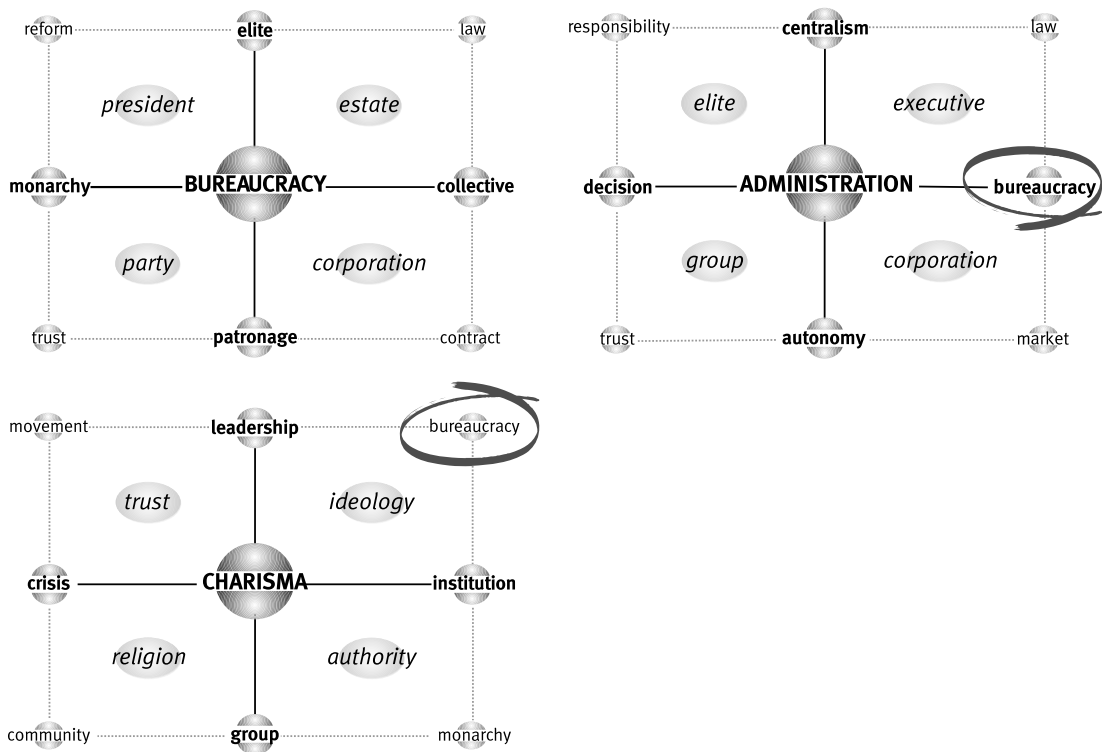 reform elite law
president estate
monarchy BUREAUCRACY collective
party corporation
trust patronage contract
responsibility centralism law
elite executive
decision ADMINISTRATION bureaucracy
group corporation
trust autonomy market
movement leadership bureaucracy
trust ideology
crisis CHARISMA institution
religion authority
community group monarchy